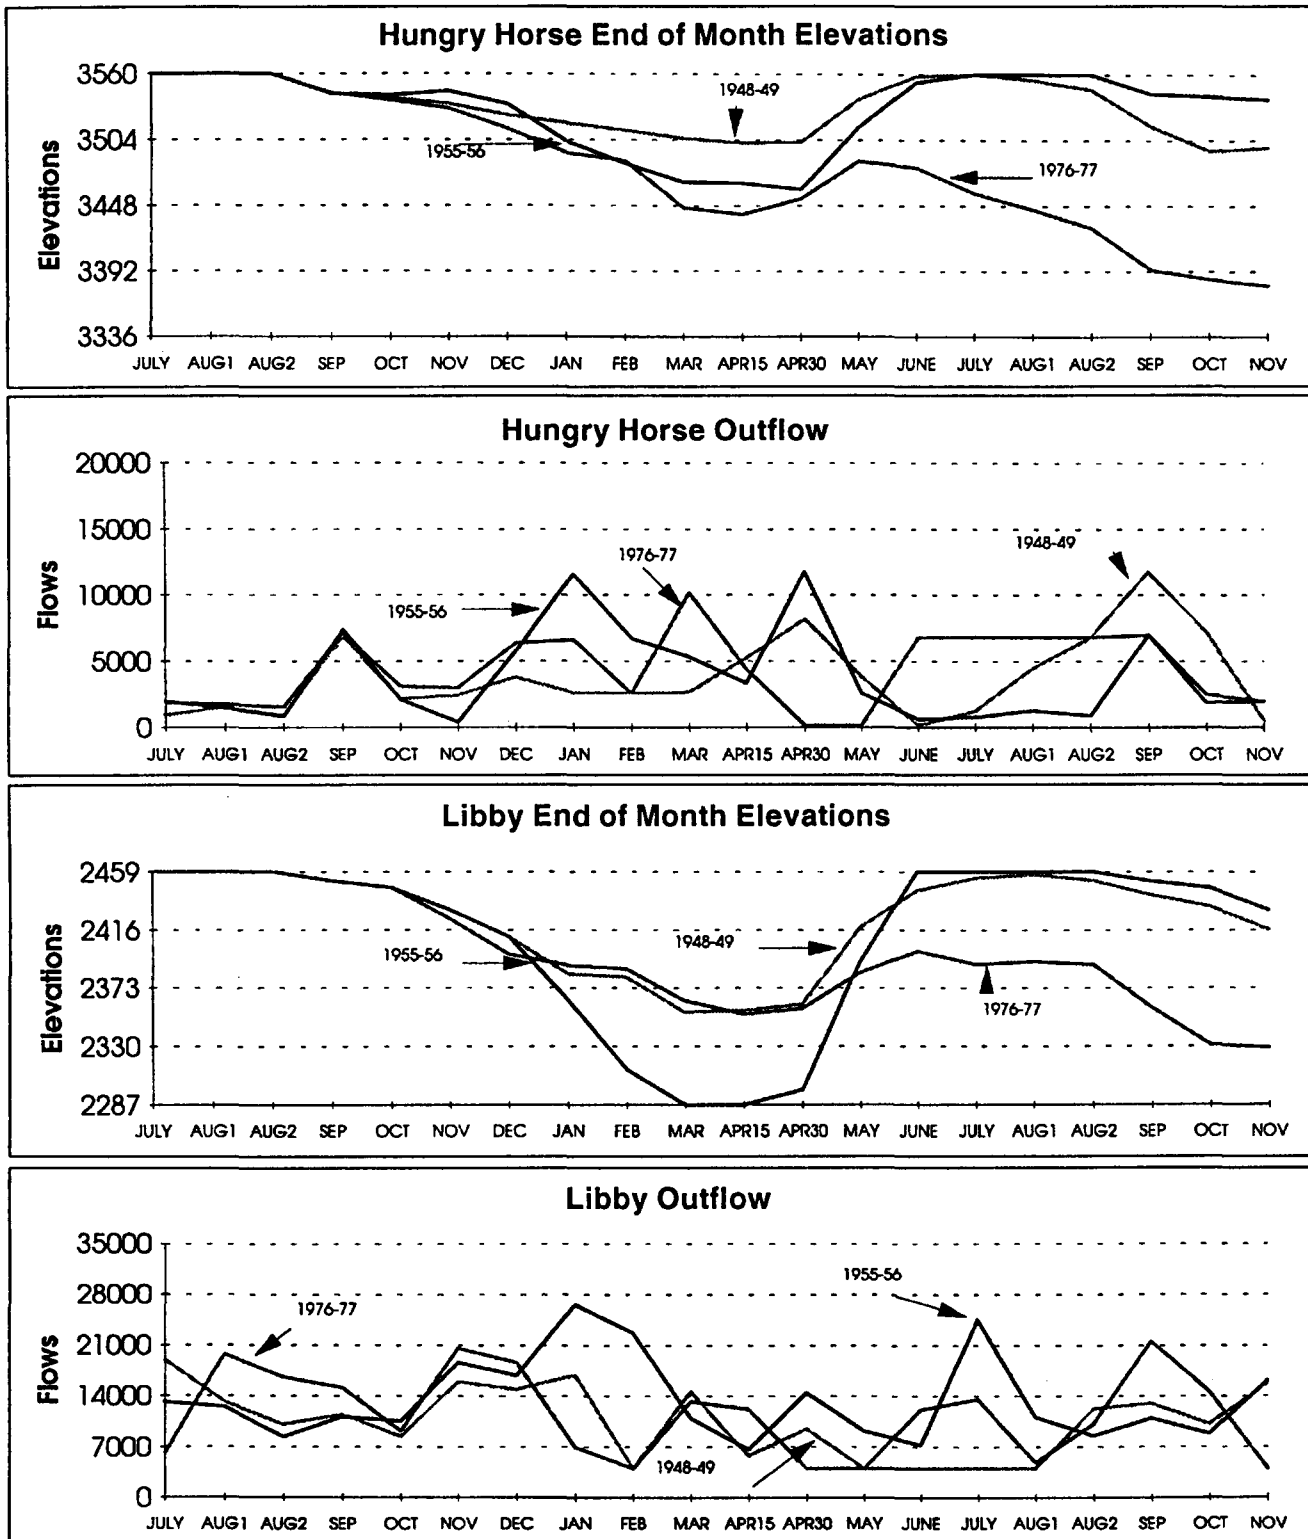 Hungry Horse End of Month Elevations
3560
3504
3448
3392
3336
Elevations
1948-49
1955-56
1976-77
JULY AUG1 AUG2 SEP OCT NOV DEC JAN FEB MAR APR15 APR30 MAY JUNE JULY AUG1 AUG2 SEP OCT NOV
Hungry Horse Outflow
20000
15000
10000
5000
0
Flows
1955-56
1976-77
1948-49
JULY AUG1 AUG2 SEP OCT NOV DEC JAN FEB MAR APR15 APR30 MAY JUNE JULY AUG1 AUG2 SEP OCT NOV
Libby End of Month Elevations
2459
2416
2373
2330
2287
Elevations
1955-56
1948-49
1976-77
JULY AUG1 AUG2 SEP OCT NOV DEC JAN FEB MAR APR15 APR30 MAY JUNE JULY AUG1 AUG2 SEP OCT NOV
Libby Outflow
35000
28000
21000
14000
7000
0
Flows
1976-77
1955-56
1948-49
JULY AUG1 AUG2 SEP OCT NOV DEC JAN FEB MAR APR15 APR30 MAY JUNE JULY AUG1 AUG2 SEP OCT NOV